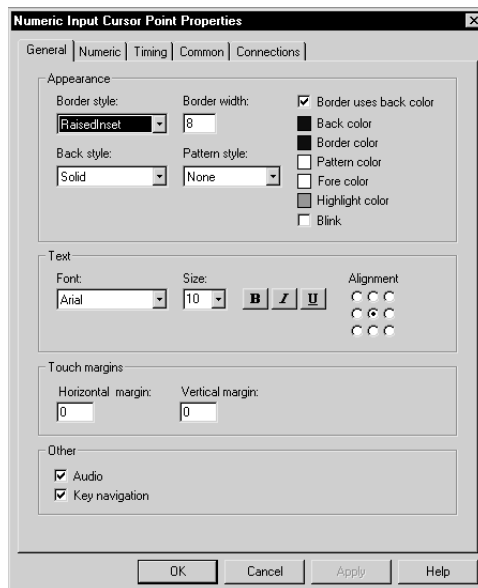 Numeric Input Cursor Point Properties
General Numeric Timing Common Connections
Appearance
Border style: Border width: Border uses back color
RaisedInset 8 Back color
Border color
Back style: Pattern style: Pattern color
Solid None Fore color
Highlight color
Blink
Text
Font: Size: Alignment
Arial 10 B I U
Touch margins
Horizontal margin: Vertical margin:
0 0
Other
Audio
Key navigation
OK Cancel Apply Help